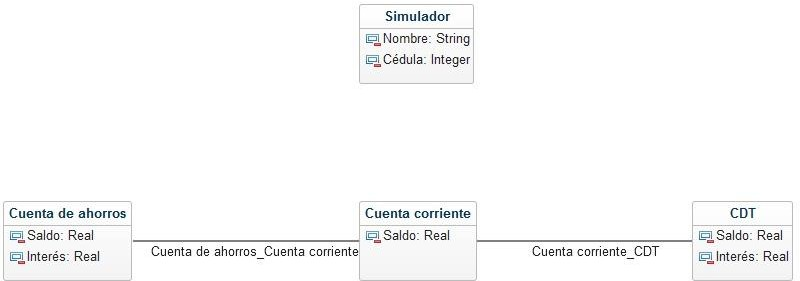 Simulador
Nombre: String
Cédula: Integer
Cuenta de ahorros
Saldo: Real
Interés: Real
Cuenta de ahorros_Cuenta corriente
Cuenta corriente
Saldo: Real
Cuenta corriente_CDT
CDT
Saldo: Real
Interés: Real